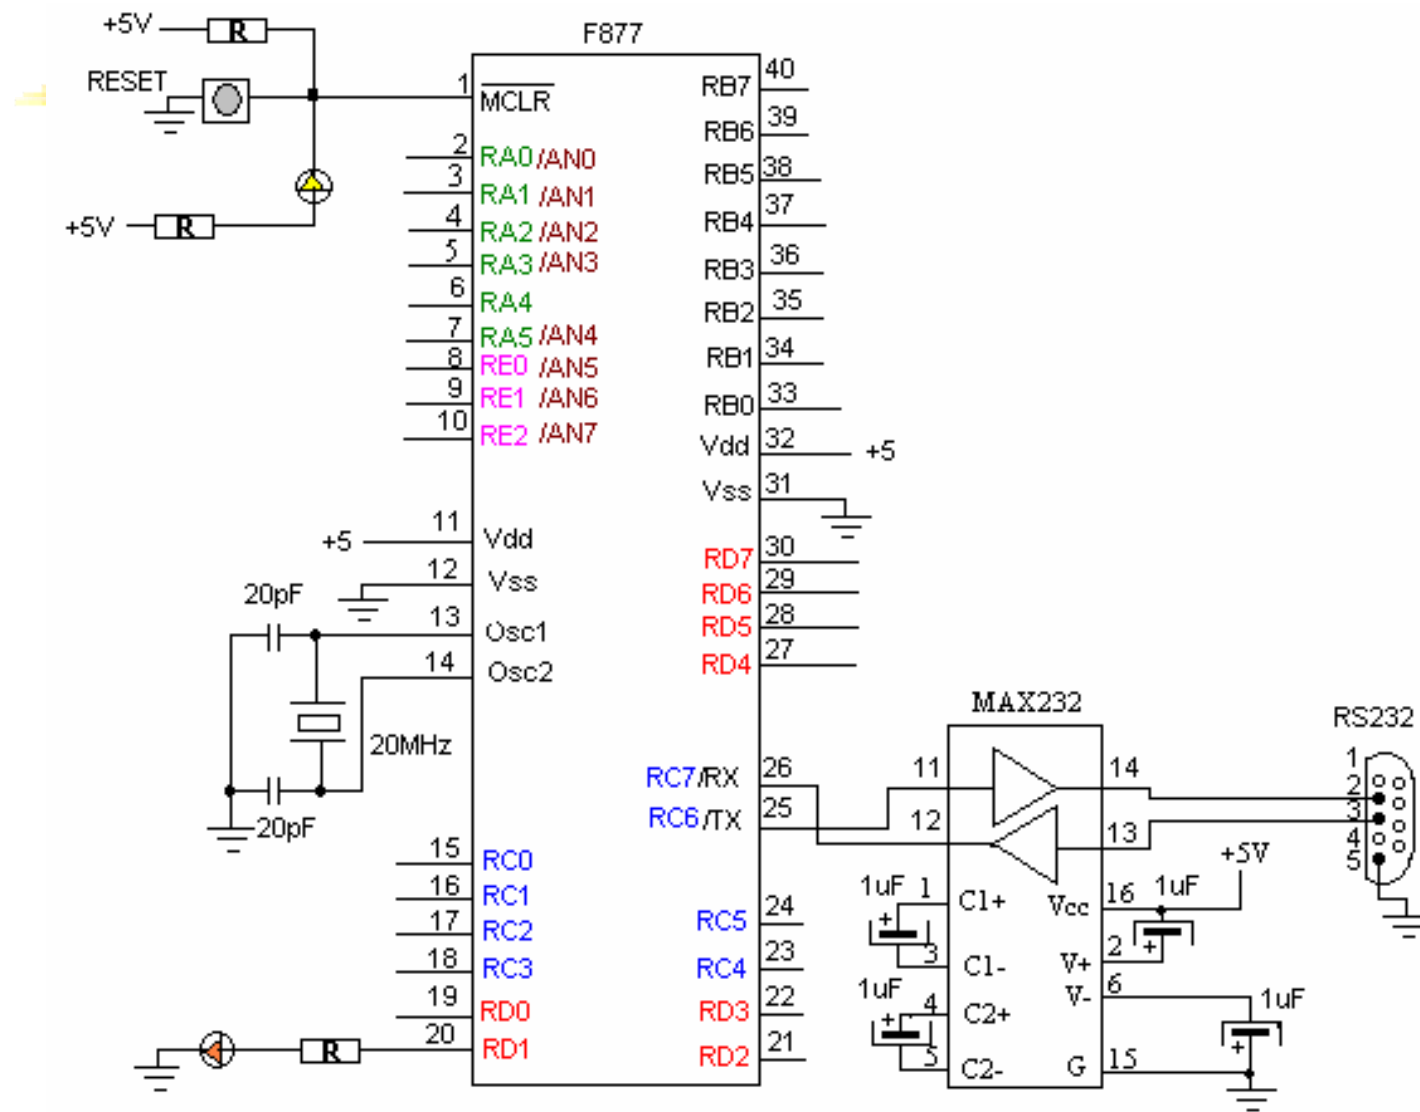 F877
+5V
R
RESET
+5V
R
1 MCLR
2 RA0/AN0
3 RA1/AN1
4 RA2/AN2
5 RA3/AN3
6 RA4
7 RA5/AN4
8 RE0/AN5
9 RE1/AN6
10 RE2/AN7
+5 11 Vdd
12 Vss
20pF
13 Osc1
14 Osc2
20MHz
20pF
15 RC0
16 RC1
17 RC2
18 RC3
19 RD0
R 20 RD1
RB7 40
RB6 39
RB5 38
RB4 37
RB3 36
RB2 35
RB1 34
RB0 33
Vdd 32 +5
Vss 31
RD7 30
RD6 29
RD5 28
RD4 27
RC7/RX 26
RC6/TX 25
RC5 24
RC4 23
RD3 22
RD2 21
MAX232
11 14
12 13
1uF 1 C1+
+
3 C1-
1uF 4 C2+
+
5 C2-
+5V
Vcc 16 1uF
V+ 2 +
V- 6 1uF
+
G 15
RS232
1
2
3
4
5